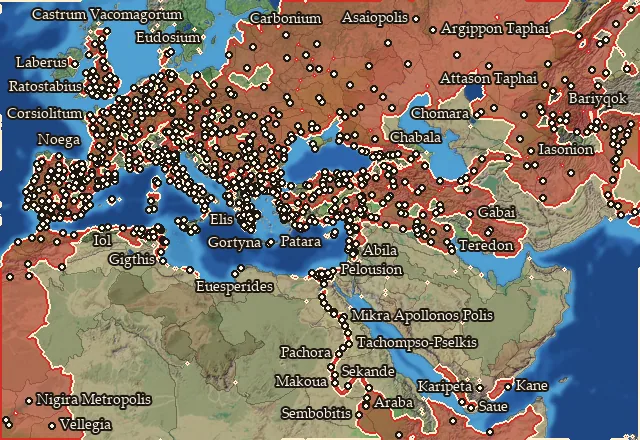 Castrum Vacomagorum
Carbonium
Asaiopolis
Argippon Taphai
Eudosium
Laberus
Ratostabius
Attason Taphai
Bariyqok
Corsiolitum
Chomara
Noega
Chabala
Iasonion
Elis
Gabai
Iol
Gortyna
Patara
Abila
Teredon
Gigthis
Pelousion
Euesperides
Mikra Apollonos Polis
Tachompso-Pselkis
Pachora
Sekande
Makoua
Karipeta
Kane
Nigira Metropolis
Araba
Saue
Sembobitis
Vellegia